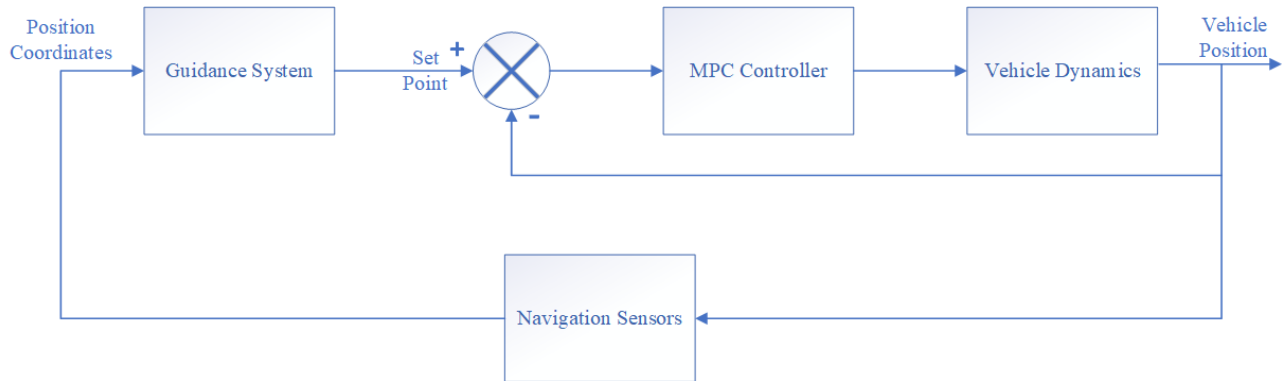 Position
Coordinates
Guidance System
Set
Point
+
-
MPC Controller
Vehicle Dynamics
Vehicle
Position
Navigation Sensors